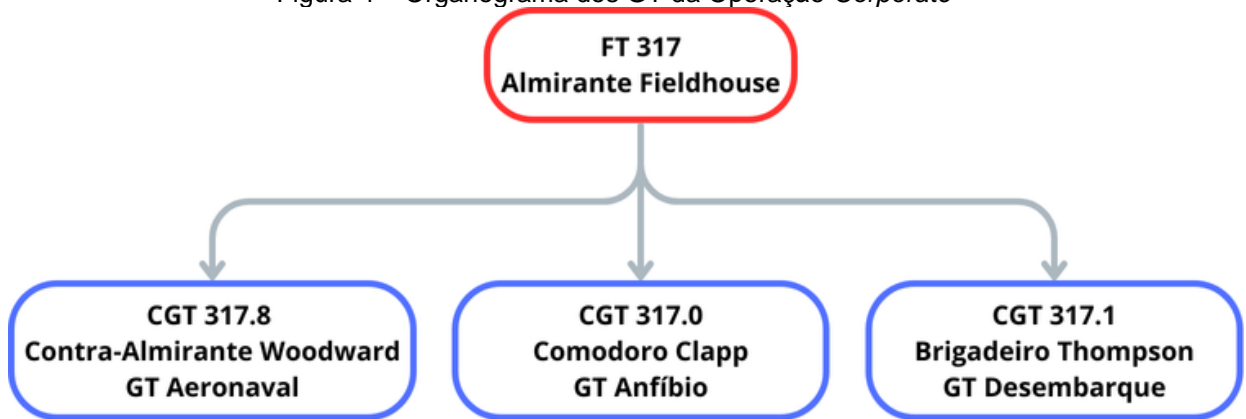 FT 317
Almirante Fieldhouse
CGT 317.8
Contra-Almirante Woodward
GT Aeronaval
CGT 317.0
Comodoro Clapp
GT Anfíbio
CGT 317.1
Brigadeiro Thompson
GT Desembarque